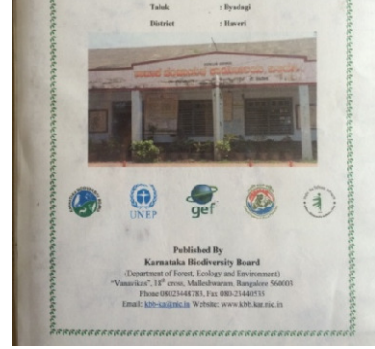 Taluk : Byadagi
District : Haveri
UNEP
gef
Published By
Karnataka Biodiversity Board
(Department of Forest, Ecology and Environment)
"Vanavikas", 18th cross, Malleshwaram, Bangalore 560003
Phone 08023448783, Fax 080-23440535
Email: kbb-ka@nic.in Website: www.kbb.kar.nic.in